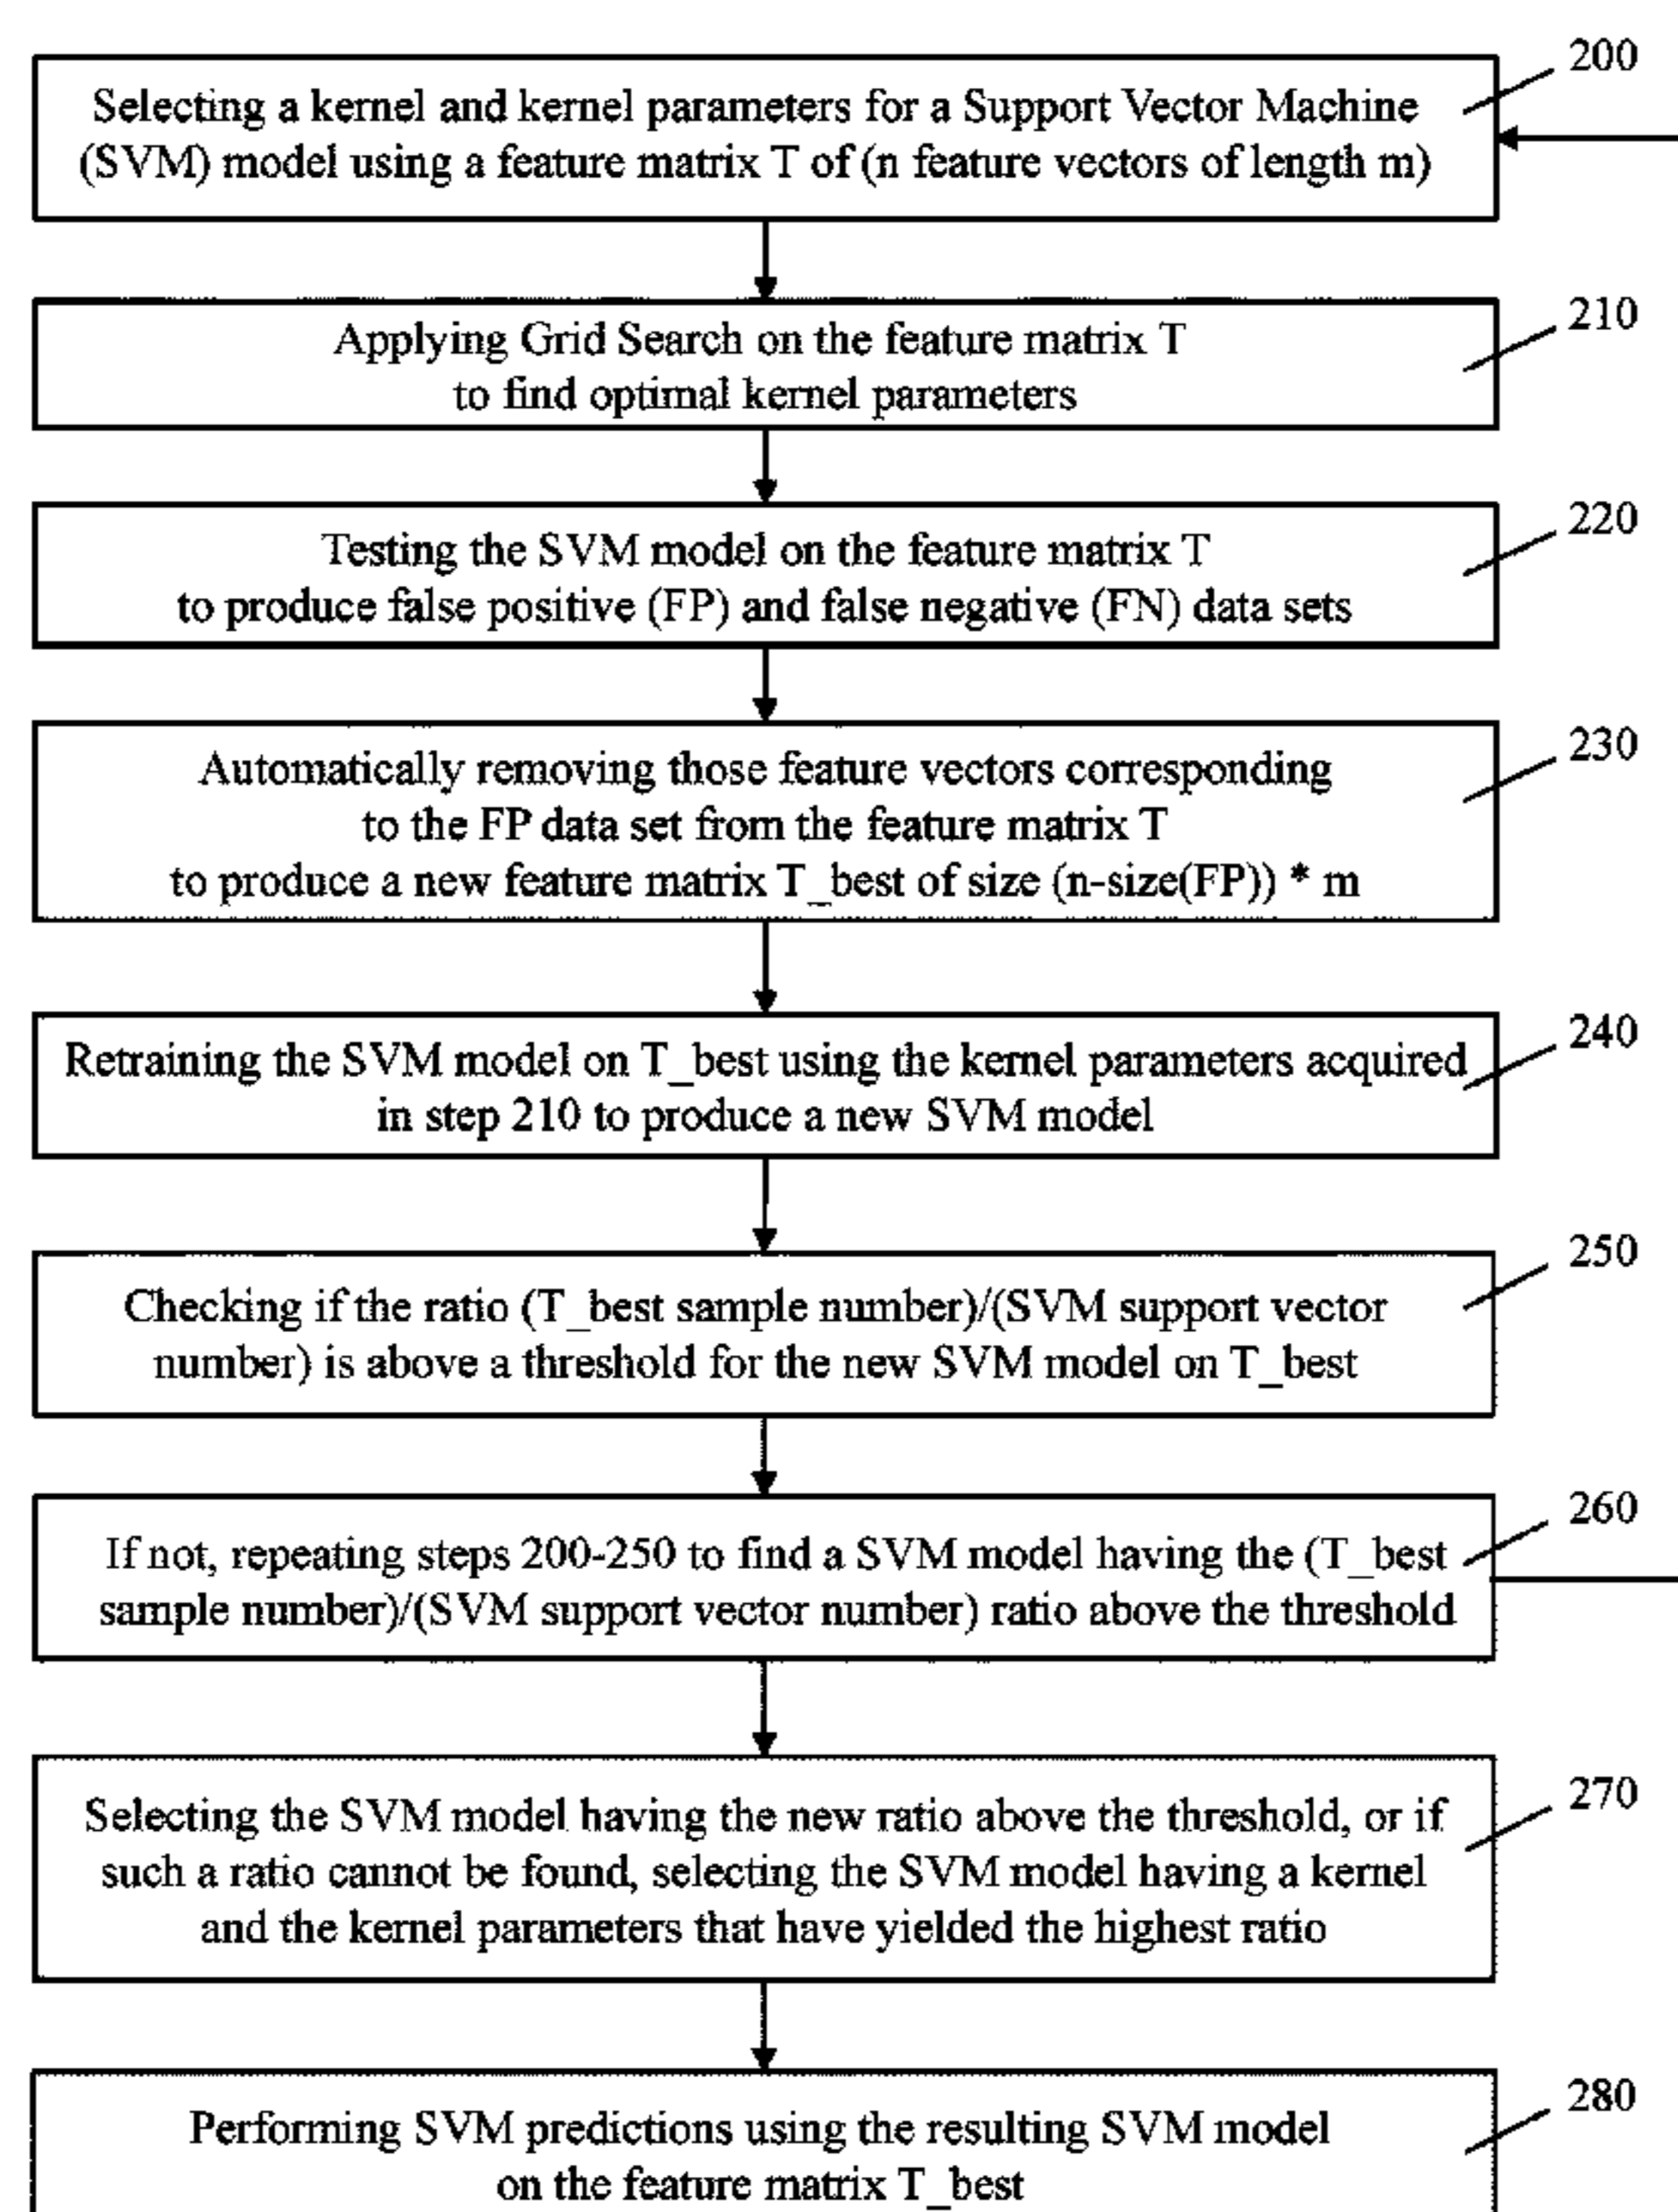 200
Selecting a kernel and kernel parameters for a Support Vector Machine
(SVM) model using a feature matrix T of (n feature vectors of length m)
210
Applying Grid Search on the feature matrix T
to find optimal kernel parameters
220
Testing the SVM model on the feature matrix T
to produce false positive (FP) and false negative (FN) data sets
230
Automatically removing those feature vectors corresponding
to the FP data set from the feature matrix T
to produce a new feature matrix T_best of size (n-size(FP)) * m
240
Retraining the SVM model on T_best using the kernel parameters acquired
in step 210 to produce a new SVM model
250
Checking if the ratio (T_best sample number)/(SVM support vector
number) is above a threshold for the new SVM model on T_best
260
If not, repeating steps 200-250 to find a SVM model having the (T_best
sample number)/(SVM support vector number) ratio above the threshold
270
Selecting the SVM model having the new ratio above the threshold, or if
such a ratio cannot be found, selecting the SVM model having a kernel
and the kernel parameters that have yielded the highest ratio
280
Performing SVM predictions using the resulting SVM model
on the feature matrix T_best